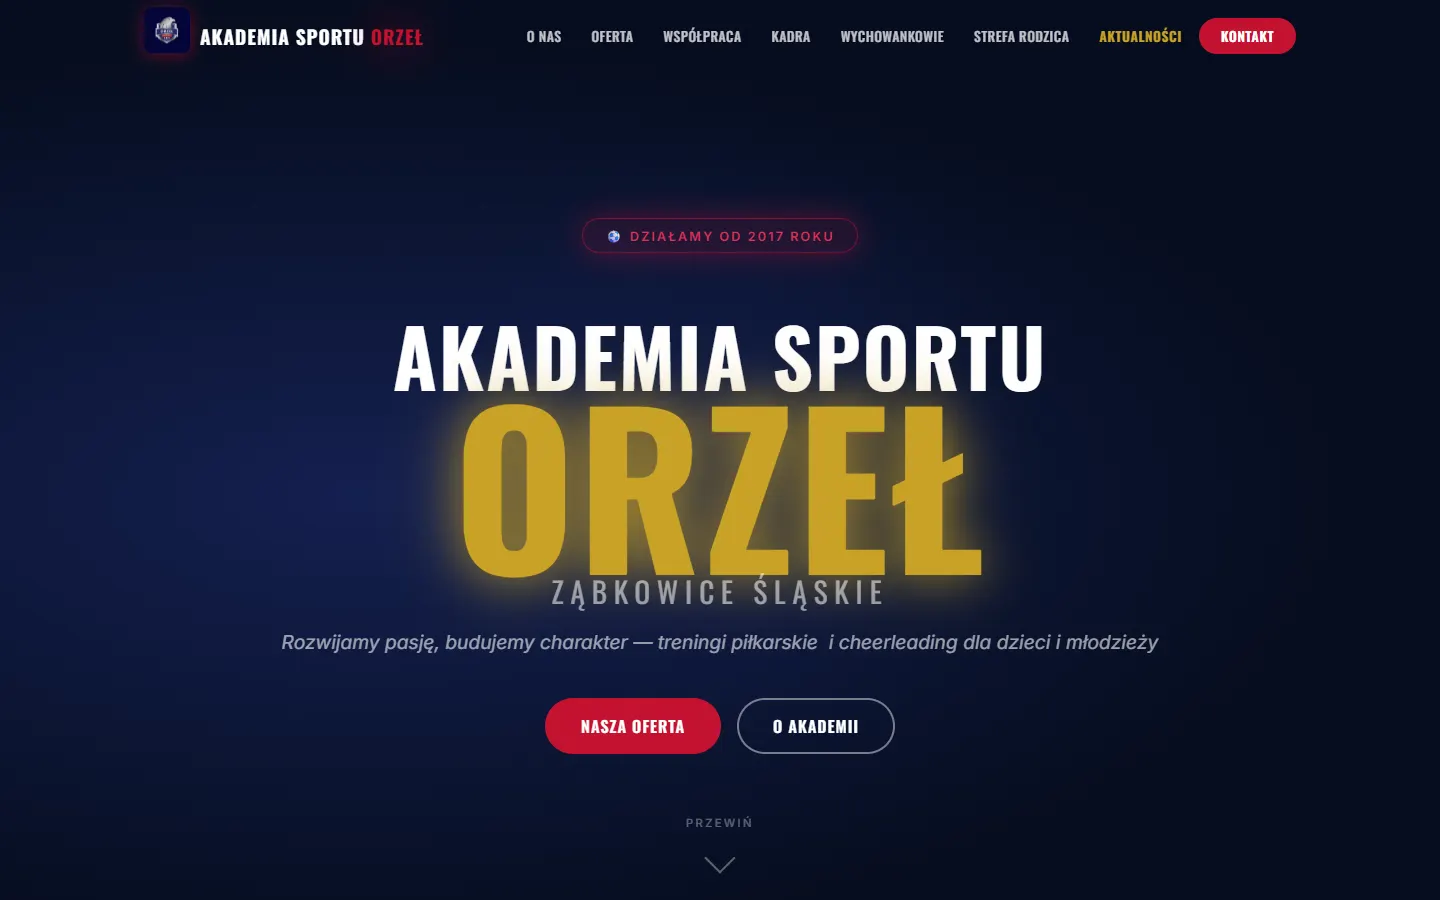 AKADEMIA SPORTU ORZEŁ
O NAS
OFERTA
WSPÓŁPRACA
KADRA
WYCHOWANKOWIE
STREFA RODZICA
AKTUALNOŚCI
KONTAKT
DZIAŁAMY OD 2017 ROKU
AKADEMIA SPORTU
ORZEŁ
ZĄBKOWICE ŚLĄSKIE
Rozwijamy pasję, budujemy charakter — treningi piłkarskie i cheerleading dla dzieci i młodzieży
NASZA OFERTA
O AKADEMII
PRZEWIŃ